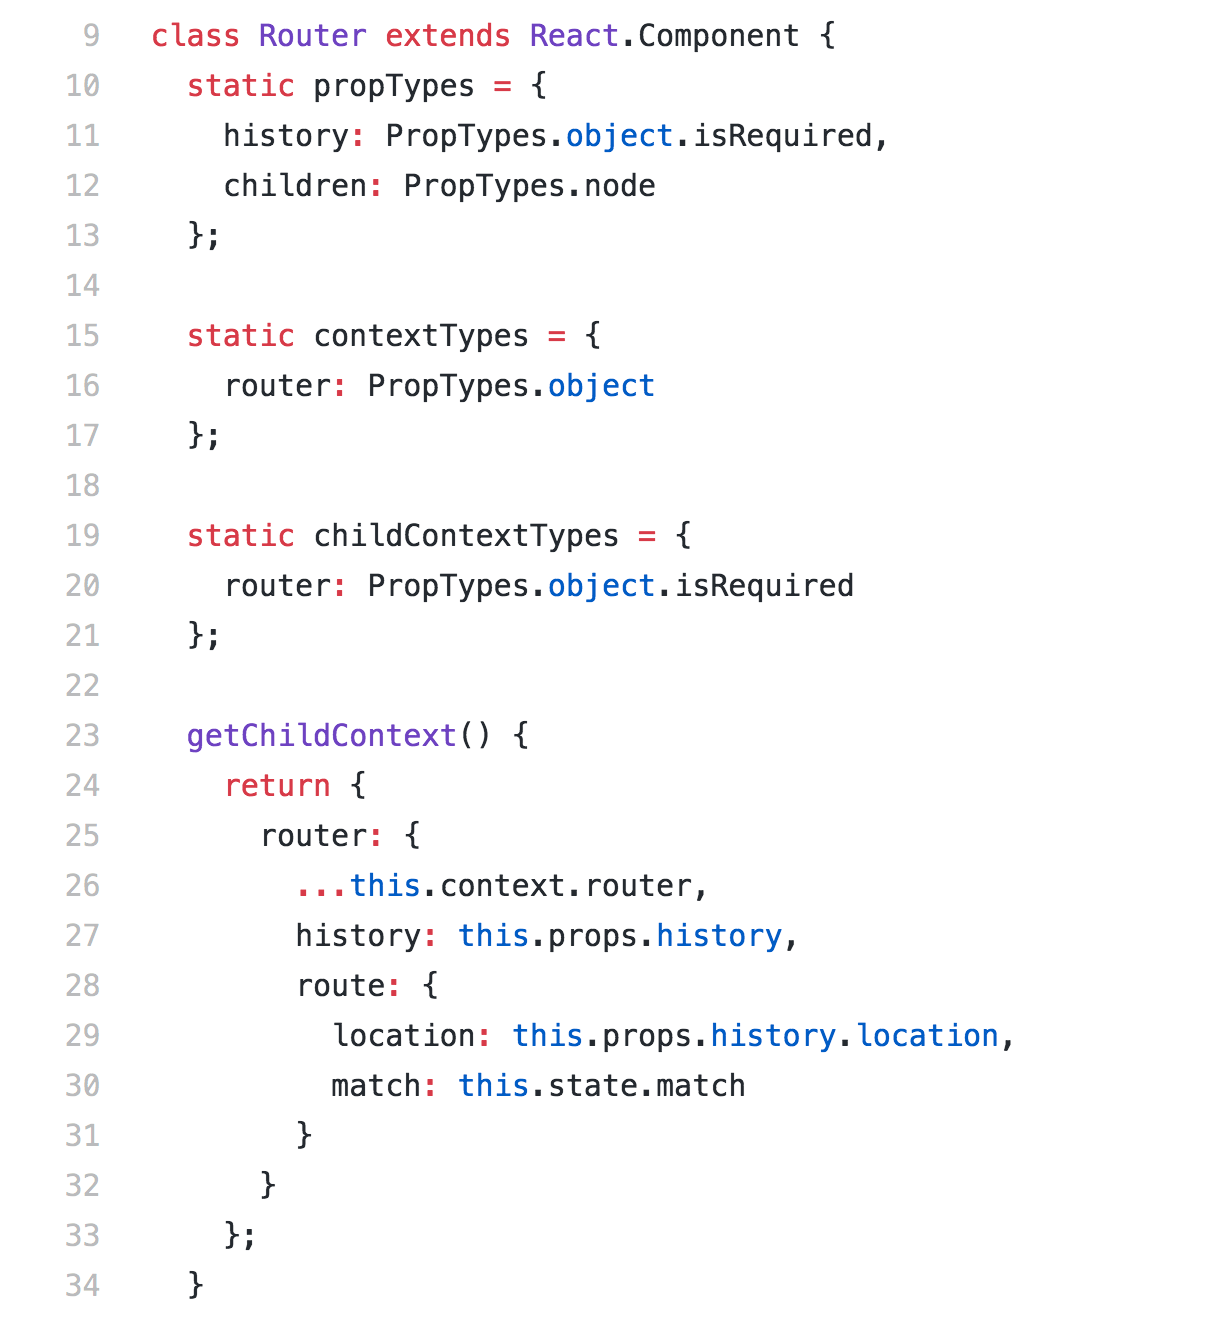 9 class Router extends React.Component {
10 static propTypes = {
11 history: PropTypes.object.isRequired,
12 children: PropTypes.node
13 };
14
15 static contextTypes = {
16 router: PropTypes.object
17 };
18
19 static childContextTypes = {
20 router: PropTypes.object.isRequired
21 };
22
23 getChildContext() {
24 return {
25 router: {
26 ...this.context.router,
27 history: this.props.history,
28 route: {
29 location: this.props.history.location,
30 match: this.state.match
31 }
32 }
33 };
34 }